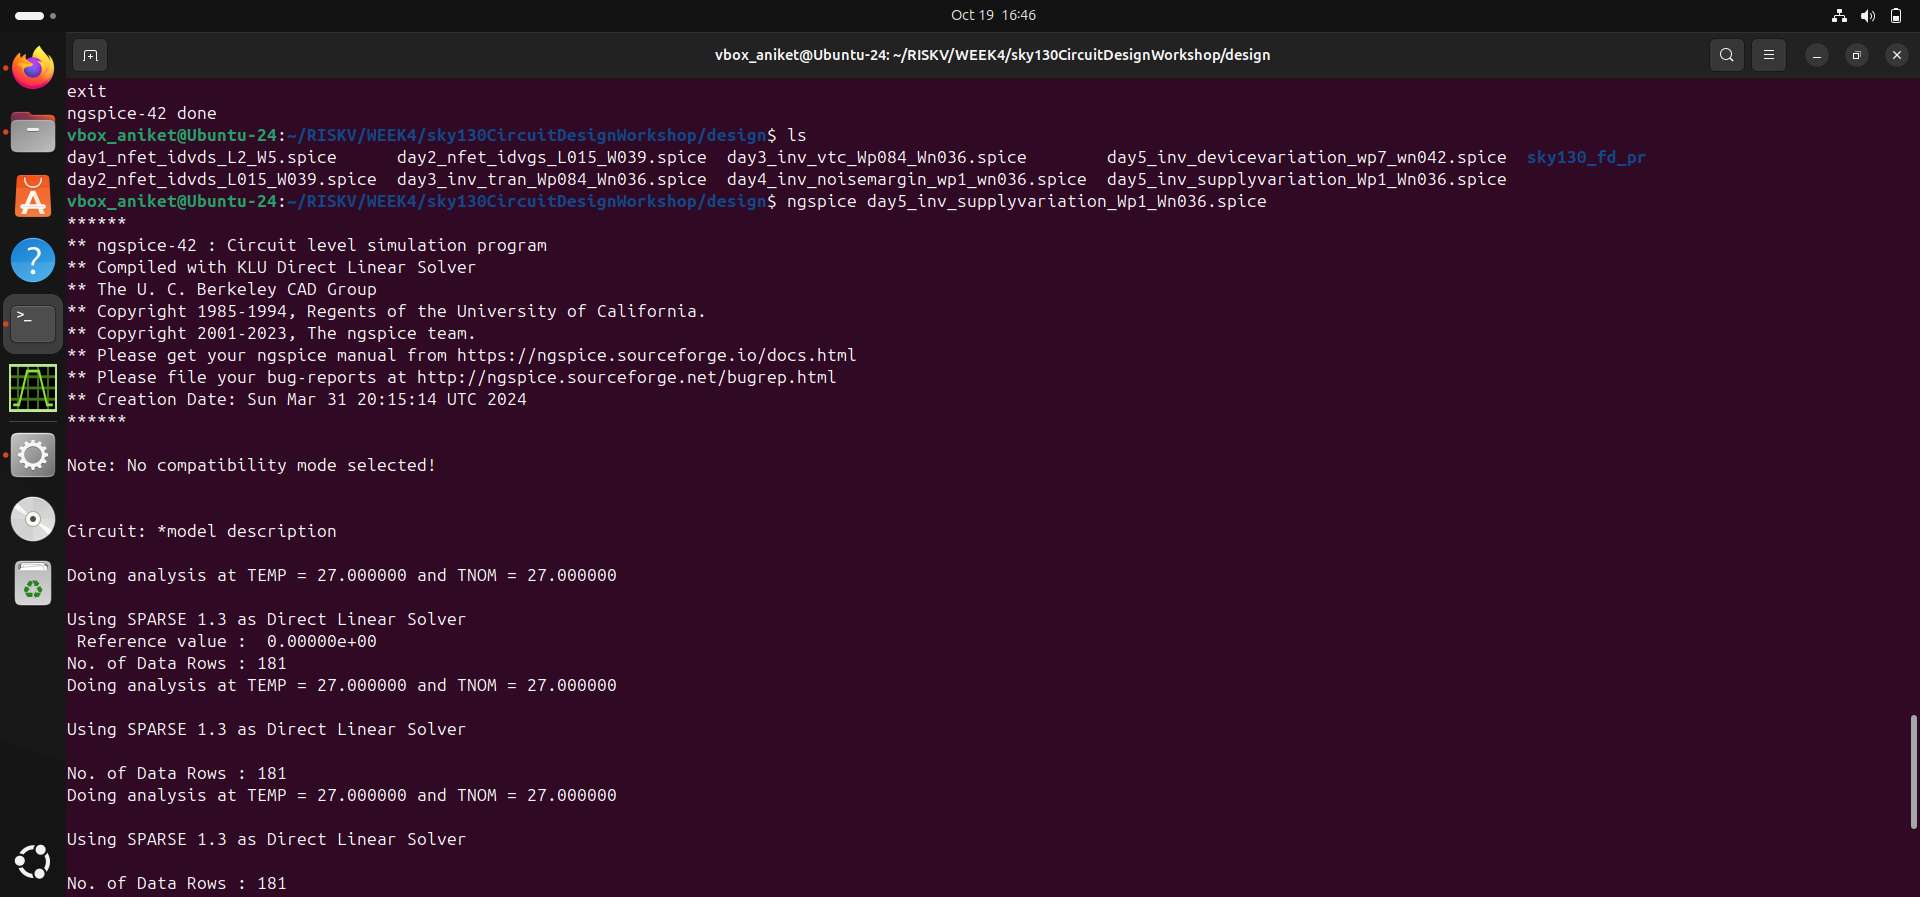 Oct 19 16:46
vbox_aniket@Ubuntu-24: ~/RISKV/WEEK4/sky130CircuitDesignWorkshop/design
exit
ngspice-42 done
vbox_aniket@Ubuntu-24:~/RISKV/WEEK4/sky130CircuitDesignWorkshop/design$ ls
day1_nfet_idvds_L2_W5.spice      day2_nfet_idvgs_L015_W039.spice  day3_inv_vtc_Wp084_Wn036.spice        day5_inv_devicevariation_wp7_wn042.spice  sky130_fd_pr
day2_nfet_idvds_L015_W039.spice  day3_inv_tran_Wp084_Wn036.spice  day4_inv_noisemargin_wp1_wn036.spice  day5_inv_supplyvariation_Wp1_Wn036.spice
vbox_aniket@Ubuntu-24:~/RISKV/WEEK4/sky130CircuitDesignWorkshop/design$ ngspice day5_inv_supplyvariation_Wp1_Wn036.spice
******
** ngspice-42 : Circuit level simulation program
** Compiled with KLU Direct Linear Solver
** The U. C. Berkeley CAD Group
** Copyright 1985-1994, Regents of the University of California.
** Copyright 2001-2023, The ngspice team.
** Please get your ngspice manual from https://ngspice.sourceforge.io/docs.html
** Please file your bug-reports at http://ngspice.sourceforge.net/bugrep.html
** Creation Date: Sun Mar 31 20:15:14 UTC 2024
******
Note: No compatibility mode selected!
Circuit: *model description
Doing analysis at TEMP = 27.000000 and TNOM = 27.000000
Using SPARSE 1.3 as Direct Linear Solver
 Reference value :  0.00000e+00
No. of Data Rows : 181
Doing analysis at TEMP = 27.000000 and TNOM = 27.000000
Using SPARSE 1.3 as Direct Linear Solver
No. of Data Rows : 181
Doing analysis at TEMP = 27.000000 and TNOM = 27.000000
Using SPARSE 1.3 as Direct Linear Solver
No. of Data Rows : 181